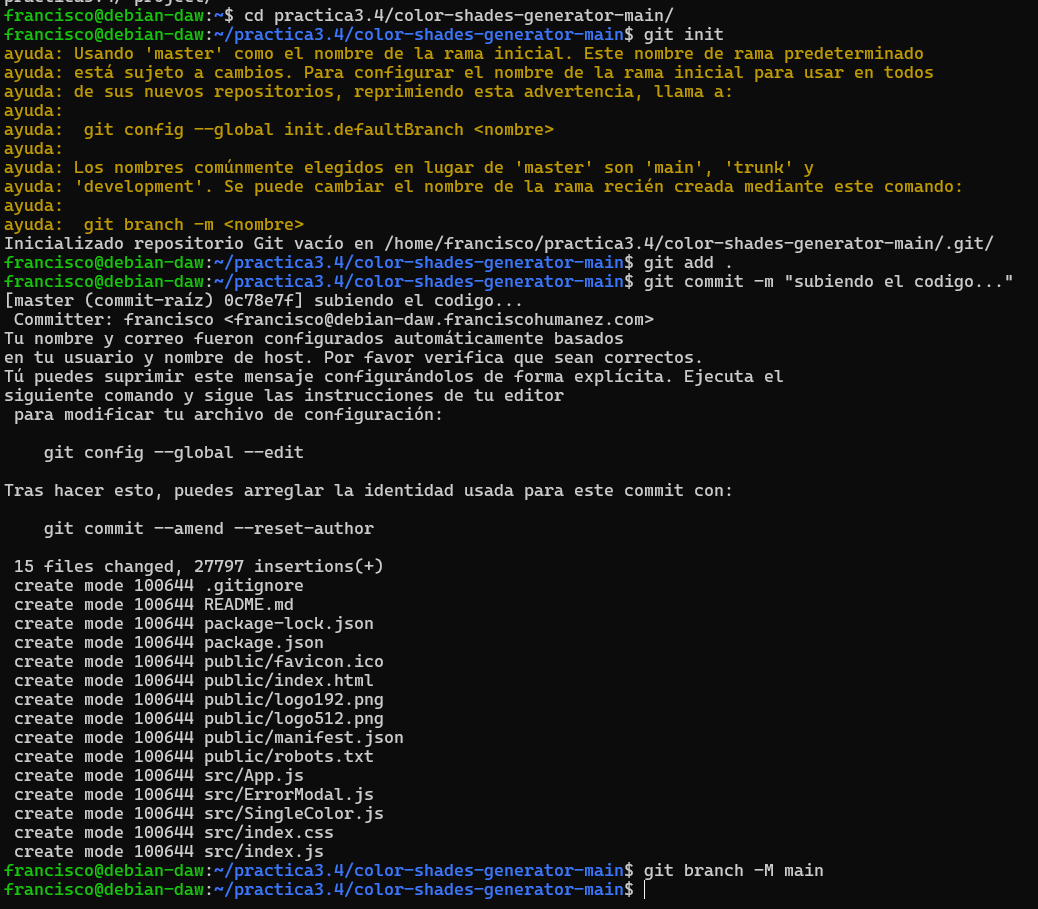 practica3.4/ project/
francisco@debian-daw:~$ cd practica3.4/color-shades-generator-main/
francisco@debian-daw:~/practica3.4/color-shades-generator-main$ git init
ayuda: Usando 'master' como el nombre de la rama inicial. Este nombre de rama predeterminado
ayuda: está sujeto a cambios. Para configurar el nombre de la rama inicial para usar en todos
ayuda: de sus nuevos repositorios, reprimiendo esta advertencia, llama a:
ayuda:
ayuda:  git config --global init.defaultBranch <nombre>
ayuda:
ayuda: Los nombres comúnmente elegidos en lugar de 'master' son 'main', 'trunk' y
ayuda: 'development'. Se puede cambiar el nombre de la rama recién creada mediante este comando:
ayuda:
ayuda:  git branch -m <nombre>
Inicializado repositorio Git vacío en /home/francisco/practica3.4/color-shades-generator-main/.git/
francisco@debian-daw:~/practica3.4/color-shades-generator-main$ git add .
francisco@debian-daw:~/practica3.4/color-shades-generator-main$ git commit -m "subiendo el codigo..."
[master (commit-raíz) 0c78e7f] subiendo el codigo...
 Committer: francisco <francisco@debian-daw.franciscohumanez.com>
Tu nombre y correo fueron configurados automáticamente basados
en tu usuario y nombre de host. Por favor verifica que sean correctos.
Tú puedes suprimir este mensaje configurándolos de forma explícita. Ejecuta el
siguiente comando y sigue las instrucciones de tu editor
 para modificar tu archivo de configuración:

    git config --global --edit

Tras hacer esto, puedes arreglar la identidad usada para este commit con:

    git commit --amend --reset-author

 15 files changed, 27797 insertions(+)
 create mode 100644 .gitignore
 create mode 100644 README.md
 create mode 100644 package-lock.json
 create mode 100644 package.json
 create mode 100644 public/favicon.ico
 create mode 100644 public/index.html
 create mode 100644 public/logo192.png
 create mode 100644 public/logo512.png
 create mode 100644 public/manifest.json
 create mode 100644 public/robots.txt
 create mode 100644 src/App.js
 create mode 100644 src/ErrorModal.js
 create mode 100644 src/SingleColor.js
 create mode 100644 src/index.css
 create mode 100644 src/index.js
francisco@debian-daw:~/practica3.4/color-shades-generator-main$ git branch -M main
francisco@debian-daw:~/practica3.4/color-shades-generator-main$